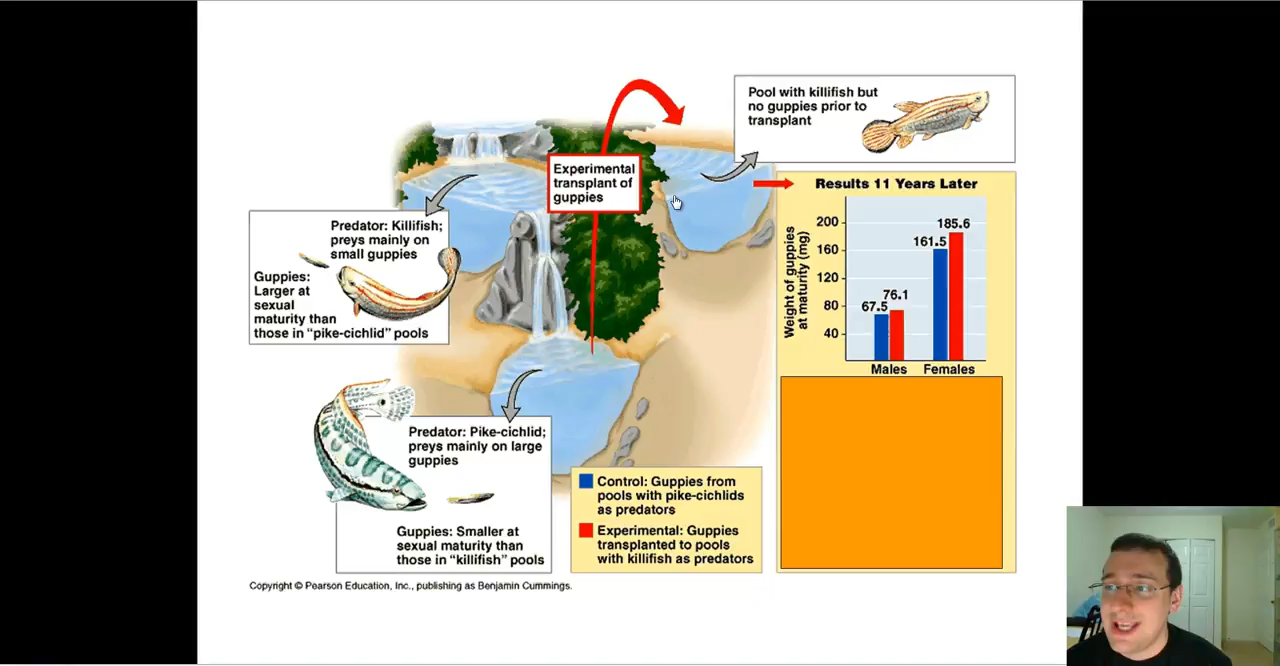 Pool with killifish but
no guppies prior to
transplant
Experimental
transplant of
guppies
Predator: Killifish;
preys mainly on
small guppies
Guppies:
Larger at
sexual
maturity than
those in "pike-cichlid" pools
Predator: Pike-cichlid;
preys mainly on large
guppies
Guppies: Smaller at
sexual maturity than
those in "killifish" pools
Control: Guppies from
pools with pike-cichlids
as predators
Experimental: Guppies
transplanted to pools
with killifish as predators
Results 11 Years Later
Weight of guppies
at maturity (mg)
200
160
120
80
40
67.5
76.1
161.5
185.6
Males
Females
Copyright © Pearson Education, Inc., publishing as Benjamin Cummings.